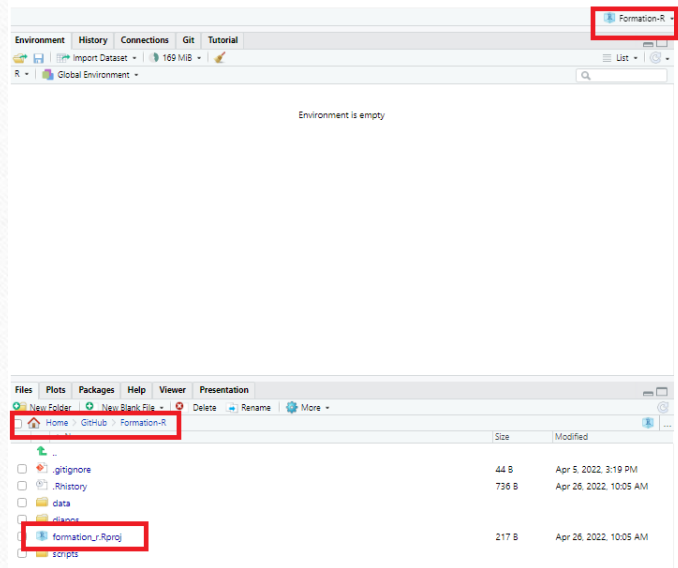 Formation-R
Environment History Connections Git Tutorial
Import Dataset 169 MiB List
R Global Environment
Environment is empty
Files Plots Packages Help Viewer Presentation
New Folder New Blank File Delete Rename More
Home GitHub Formation-R ...
Size Modified
..
.gitignore 44 B Apr 5, 2022, 3:19 PM
.Rhistory 736 B Apr 26, 2022, 10:05 AM
data
diapos
formation_r.Rproj 217 B Apr 26, 2022, 10:05 AM
scripts